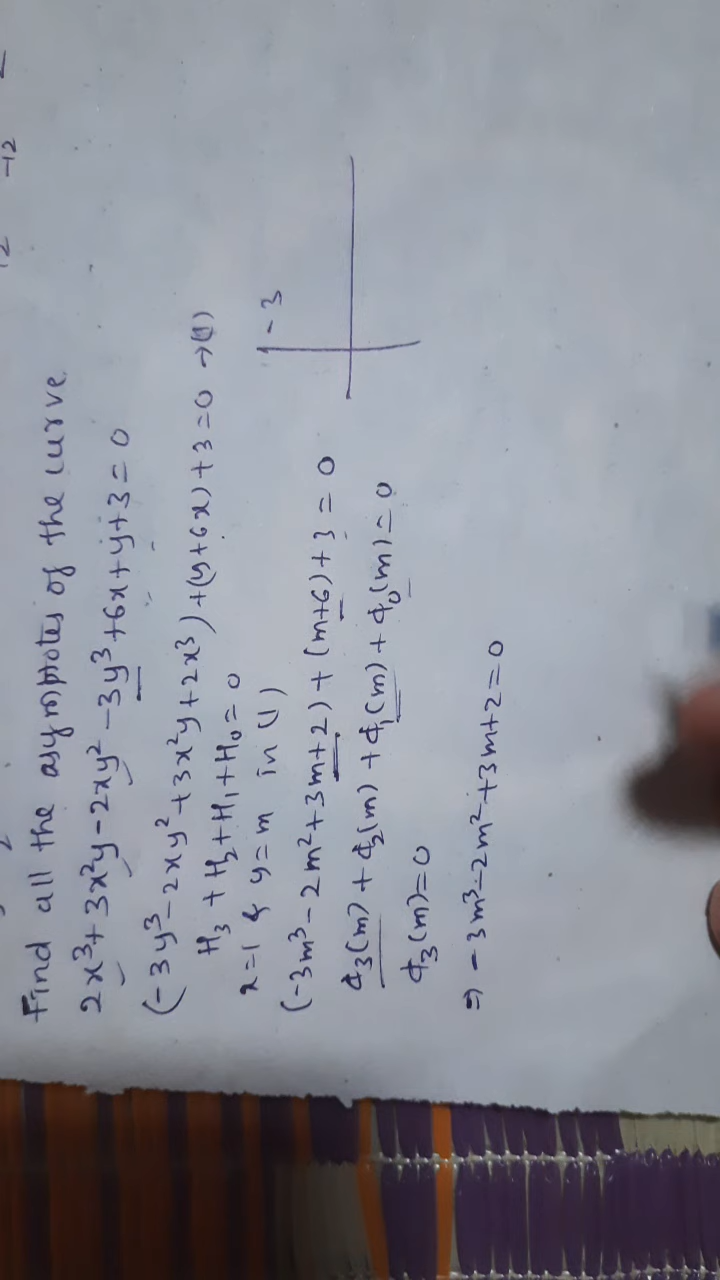 Find all the asymptotes of the curve.
2x³+3x²y-2xy²-3y³+6x+y+3=0
(-3y³-2xy²+3x²y+2x³)+(y+6x)+3=0 →(1)
H₃+H₂+H₁+H₀=0
x=1 & y=m in (1)
(-3m³-2m²+3m+2)+(m+6)+3=0
ϕ₃(m)+ϕ₂(m)+ϕ₁(m)+ϕ₀(m)=0
ϕ₃(m)=0
⇒ -3m³-2m²+3m+2=0
-3
-12